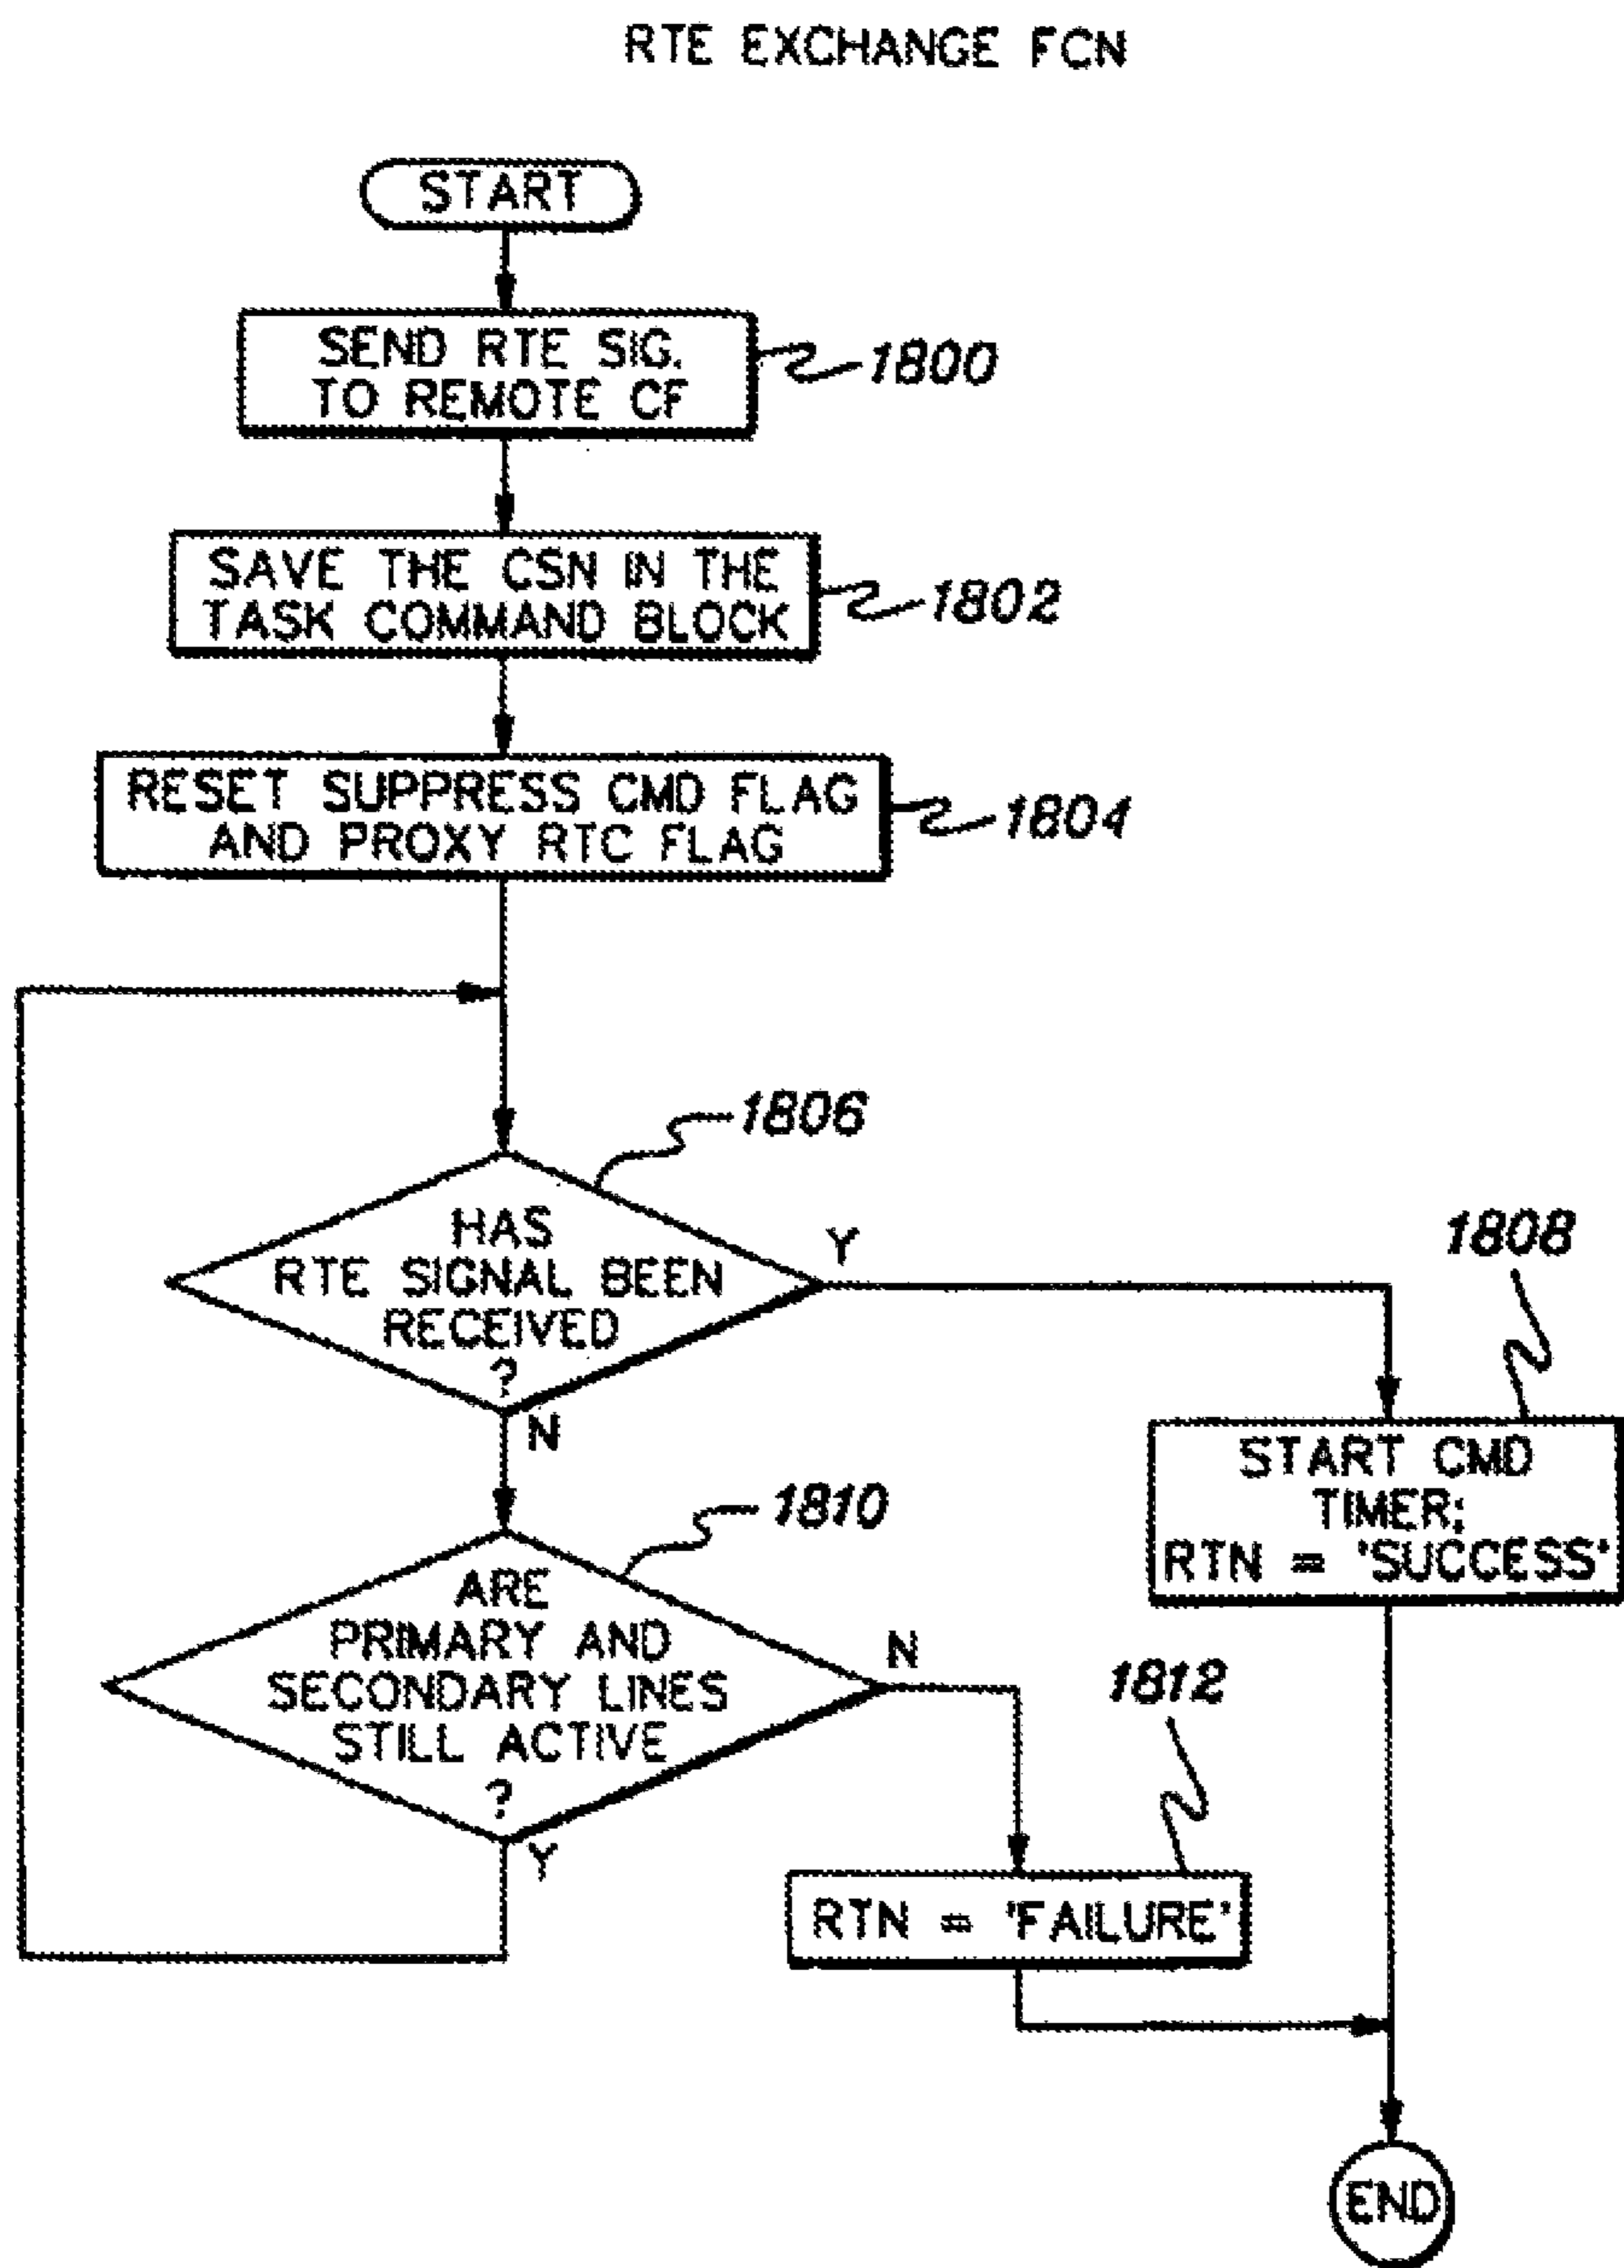 RTE EXCHANGE FCN
START
SEND RTE SIG.
TO REMOTE CF
1800
SAVE THE CSN IN THE
TASK COMMAND BLOCK
1802
RESET SUPPRESS CMD FLAG
AND PROXY RTC FLAG
1804
1806
HAS
RTE SIGNAL BEEN
RECEIVED
?
Y
N
1808
START CMD
TIMER;
RTN = 'SUCCESS'
1810
ARE
PRIMARY AND
SECONDARY LINES
STILL ACTIVE
?
N
Y
1812
RTN = 'FAILURE'
END